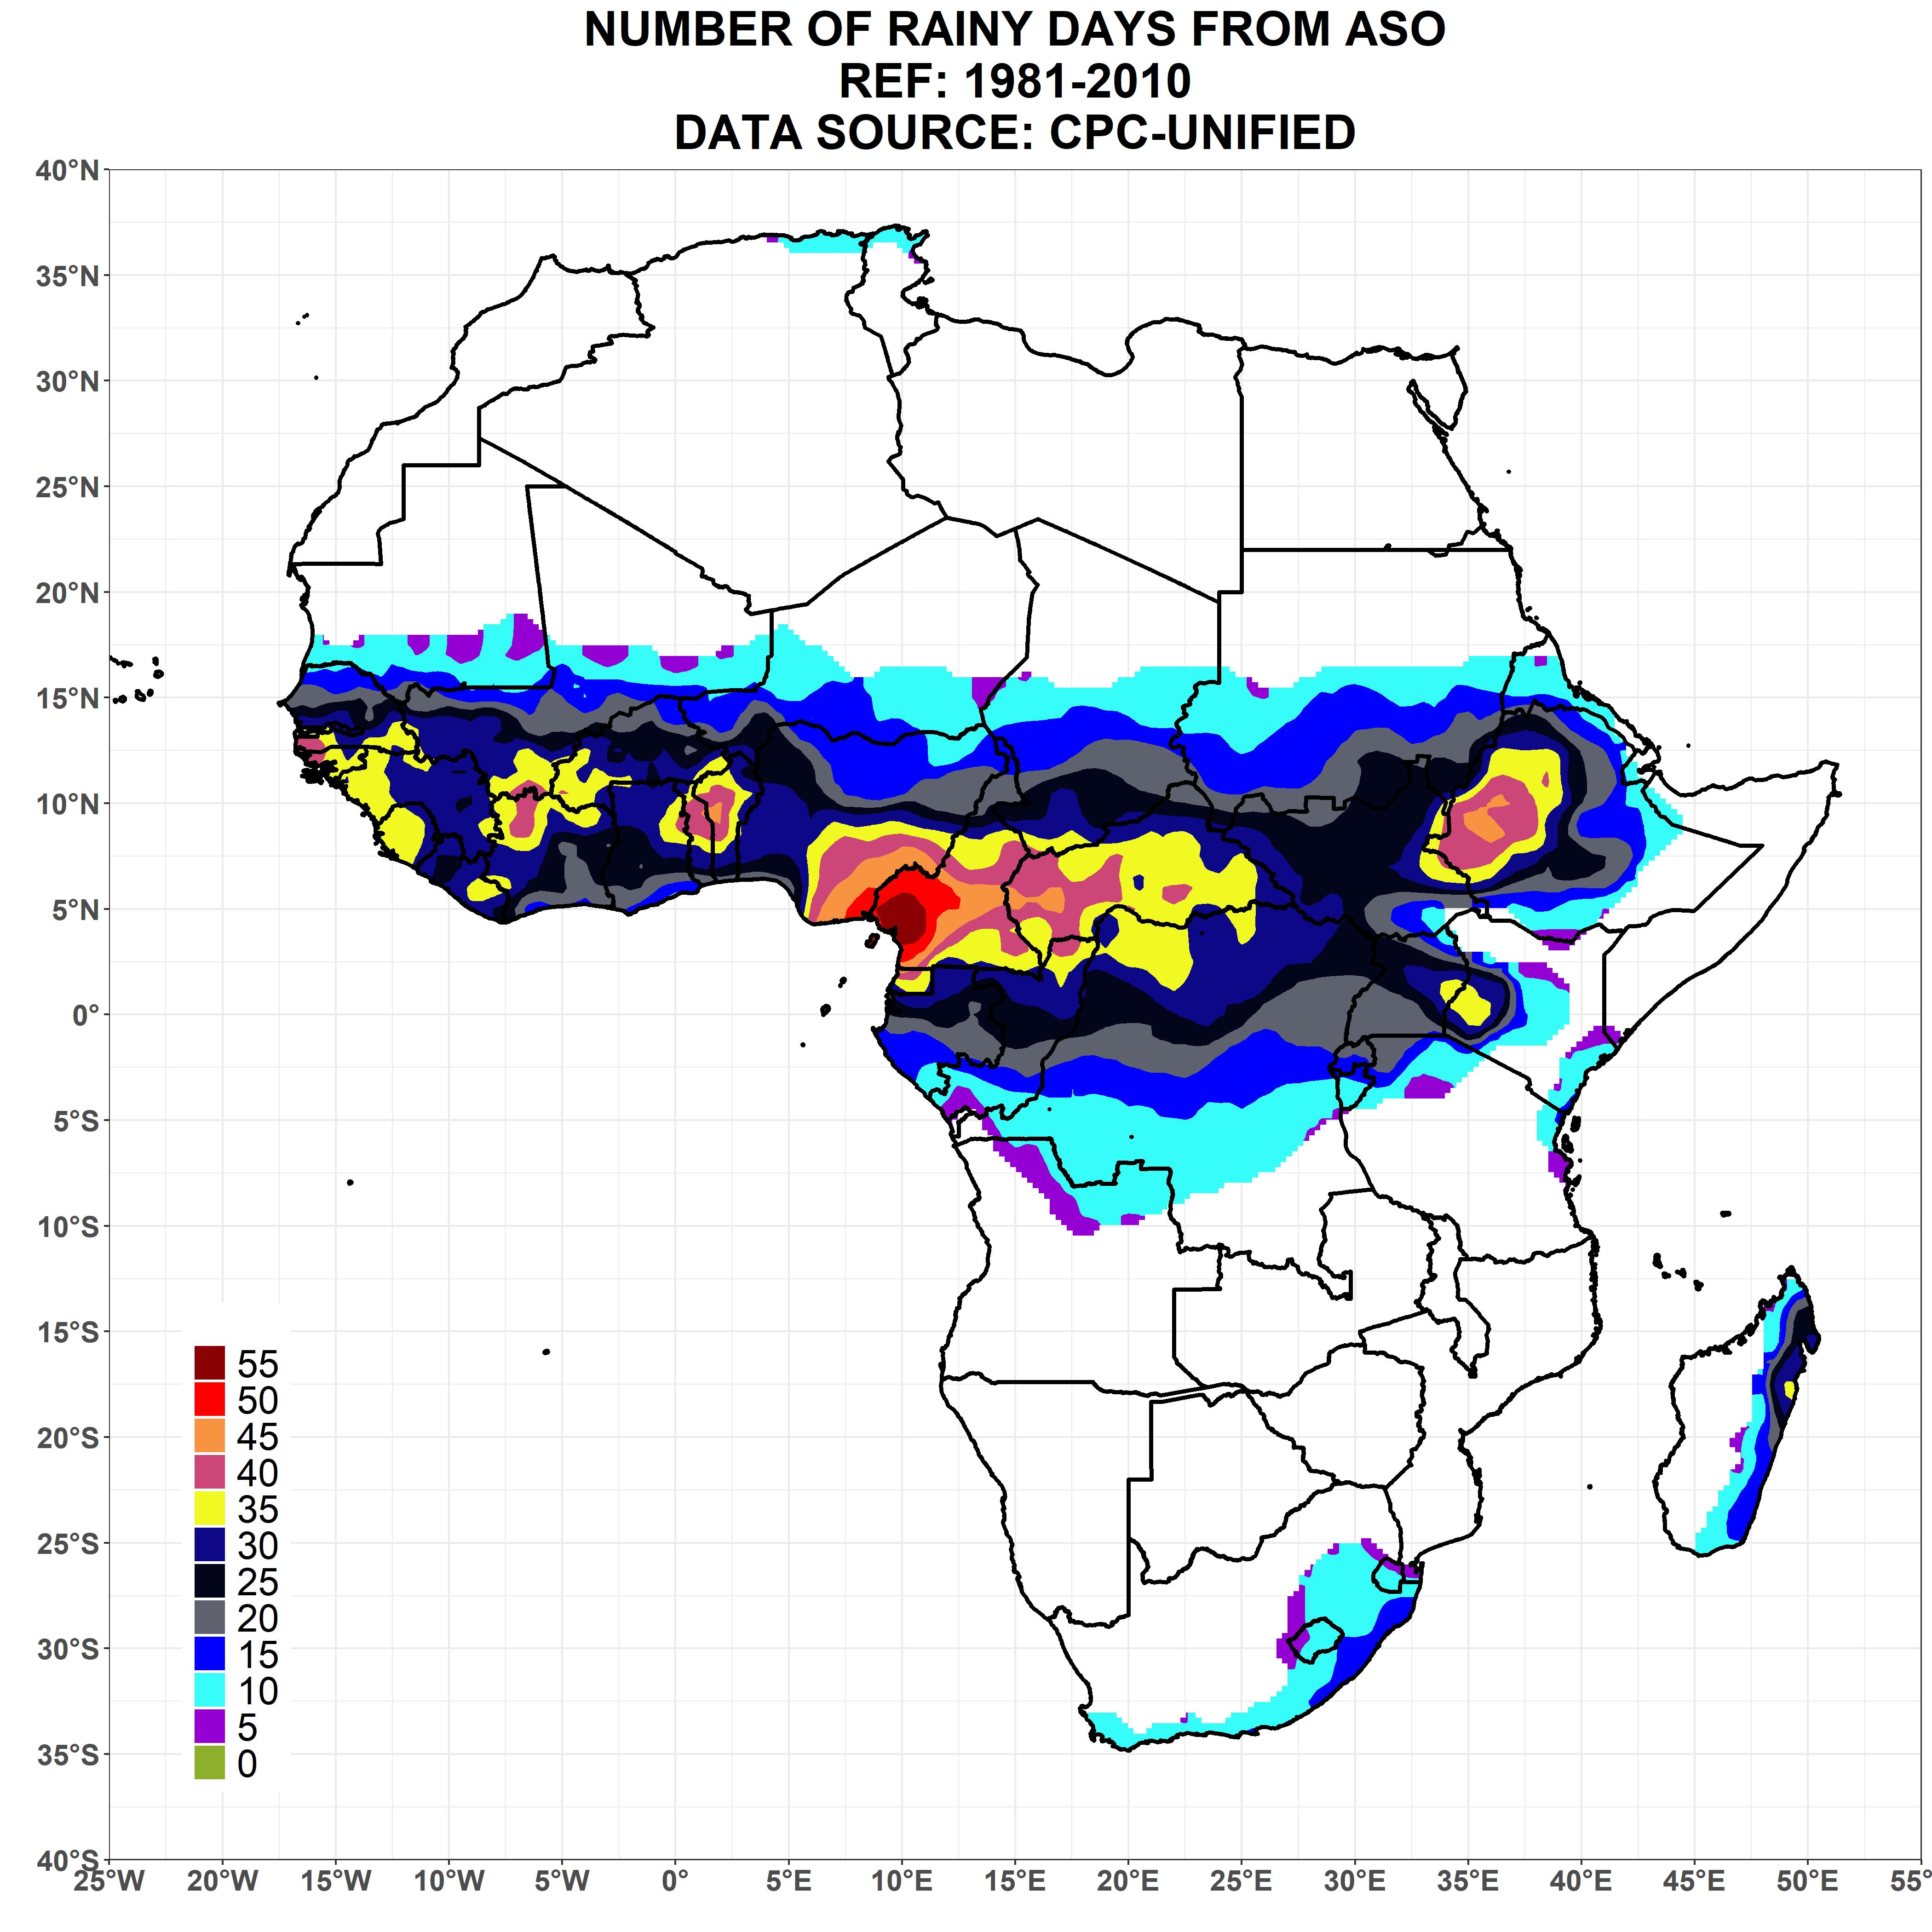 NUMBER OF RAINY DAYS FROM ASO
REF: 1981-2010
DATA SOURCE: CPC-UNIFIED
40°N
35°N
30°N
25°N
20°N
15°N
10°N
5°N
0°
5°S
10°S
15°S
20°S
25°S
30°S
35°S
40°S
55
50
45
40
35
30
25
20
15
10
5
0
25°W 20°W 15°W 10°W 5°W 0° 5°E 10°E 15°E 20°E 25°E 30°E 35°E 40°E 45°E 50°E 55°